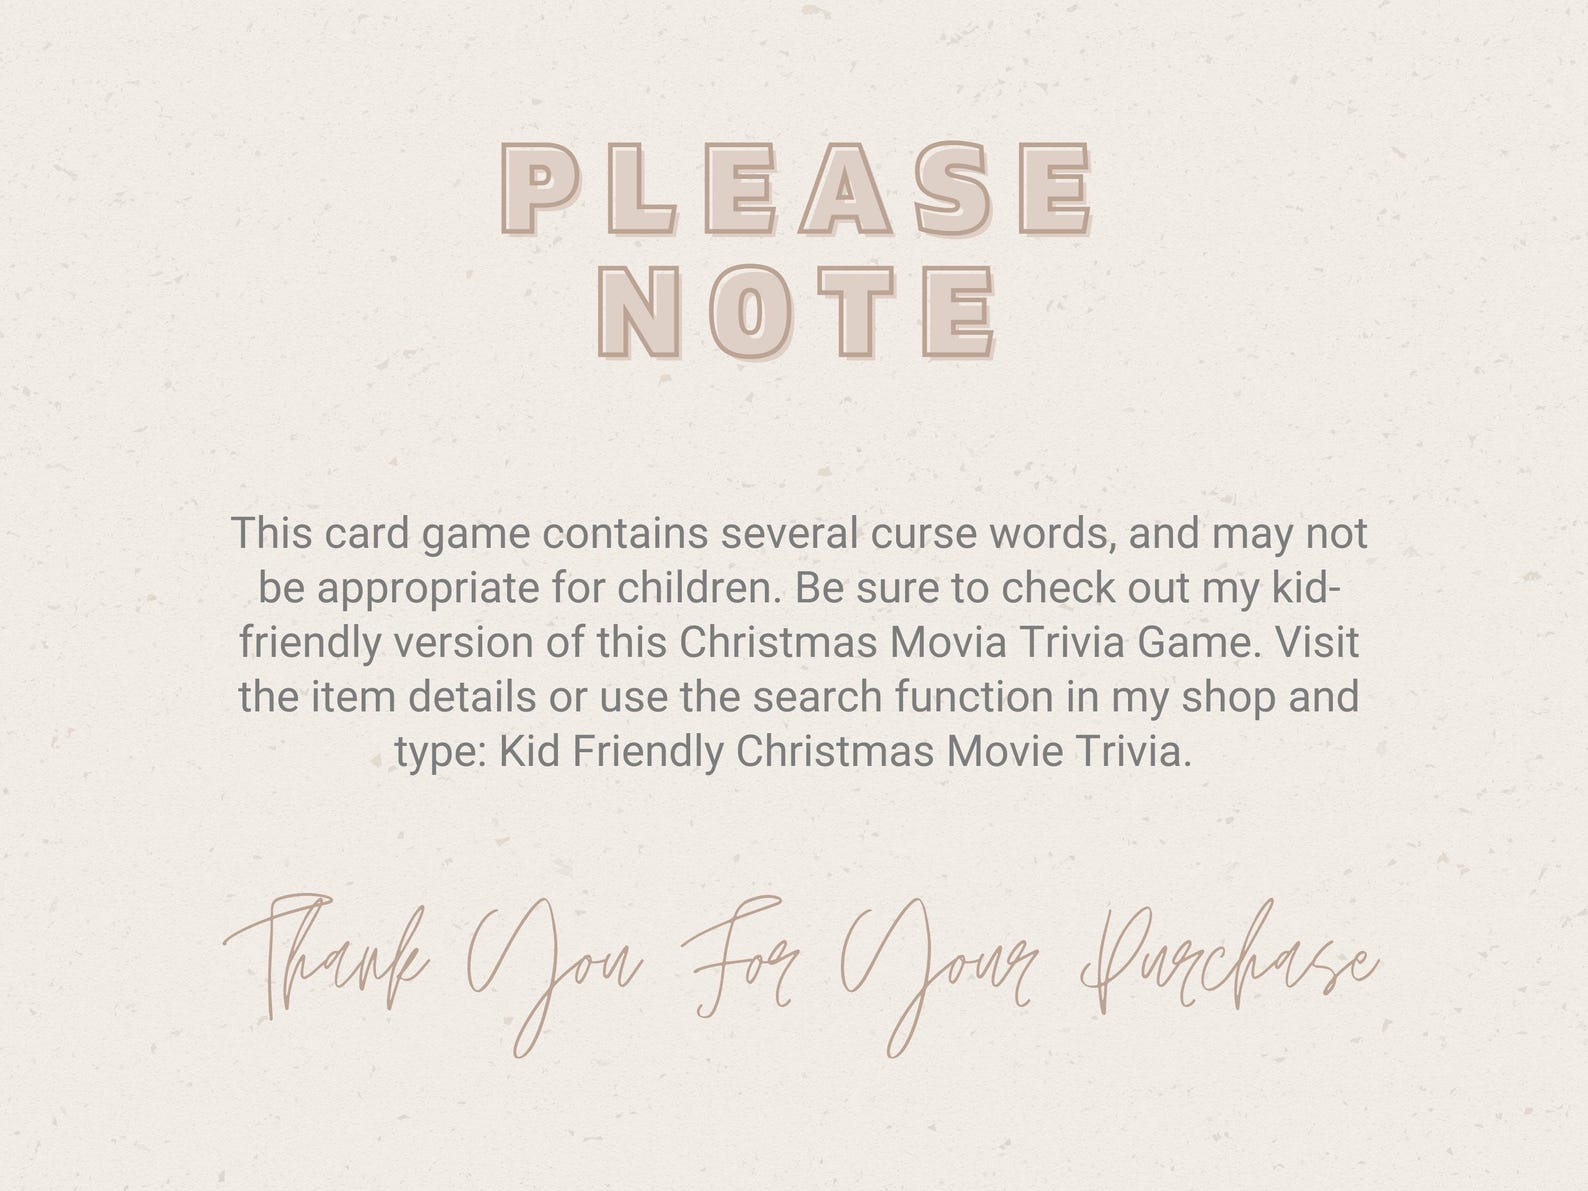 PLEASE
NOTE
This card game contains several curse words, and may not
be appropriate for children. Be sure to check out my kid-
friendly version of this Christmas Movia Trivia Game. Visit
the item details or use the search function in my shop and
type: Kid Friendly Christmas Movie Trivia.
Thank You For Your Purchase